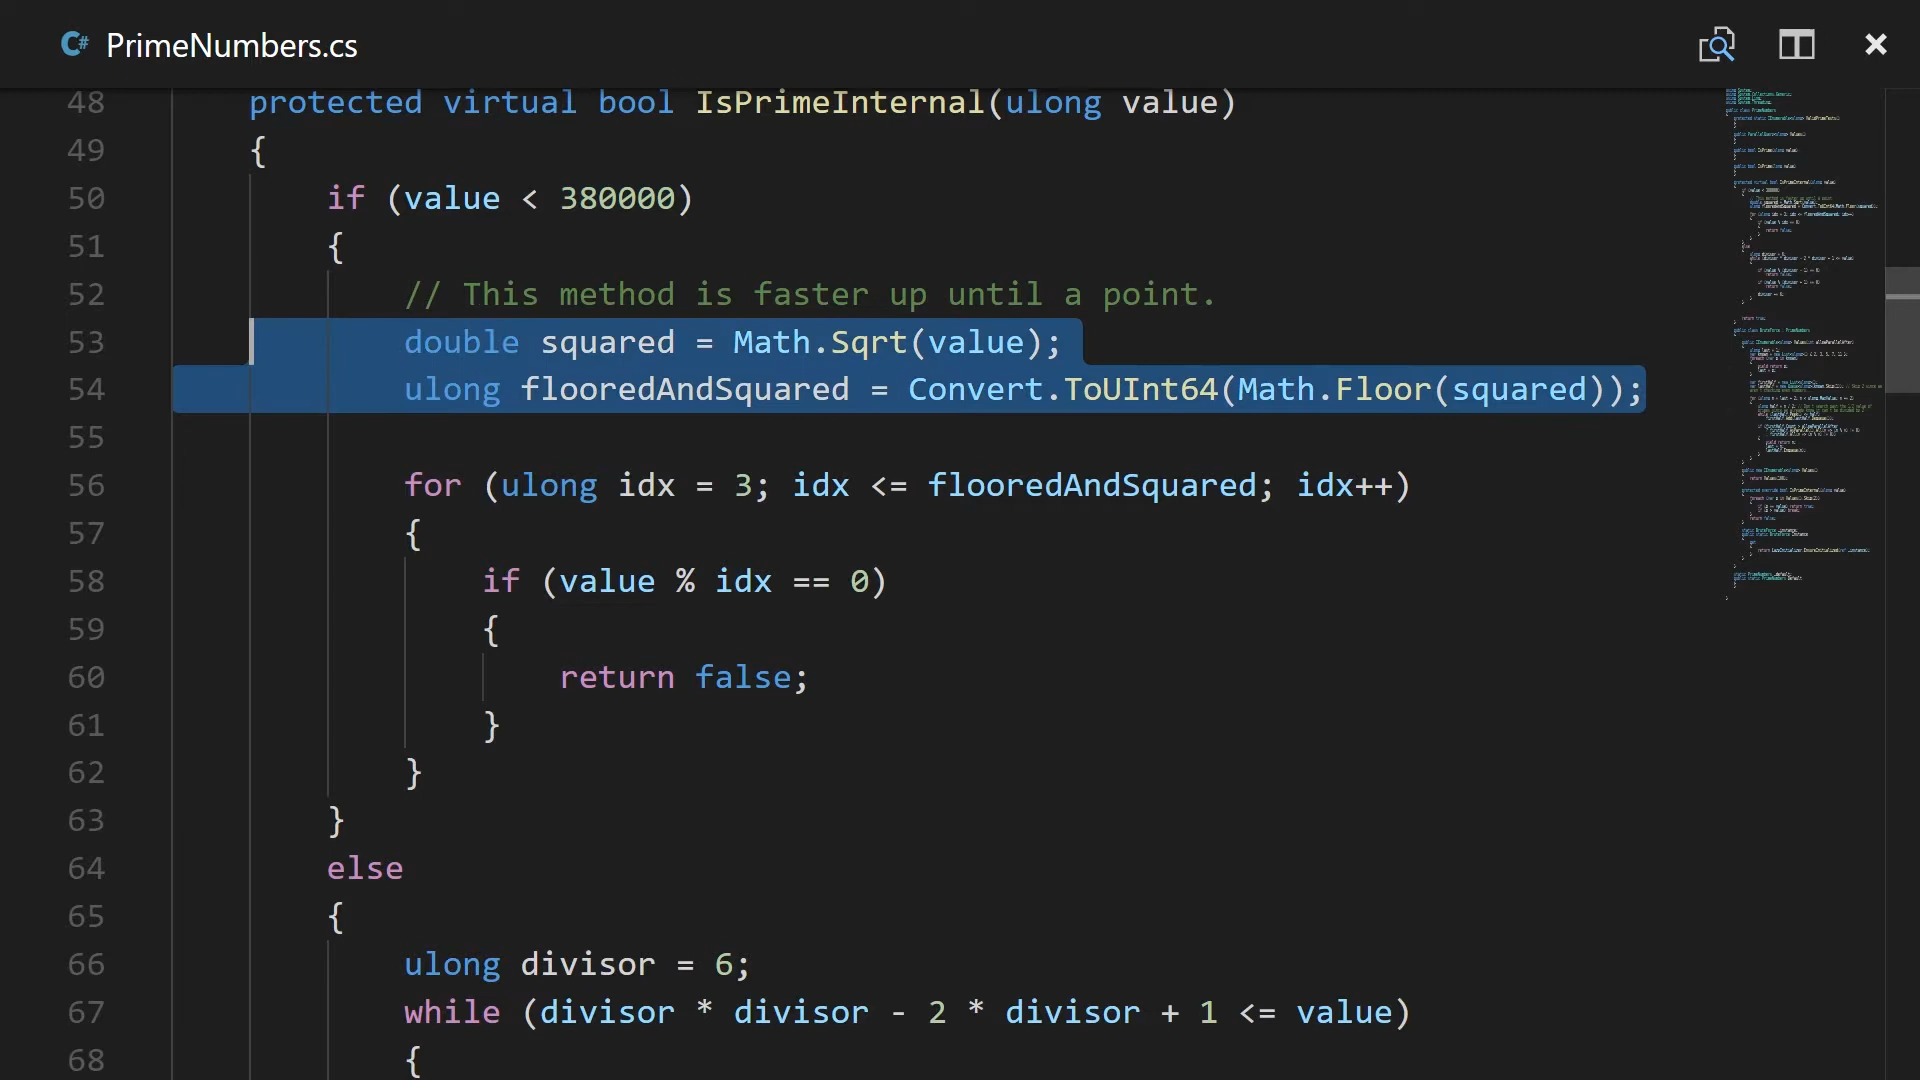 C# PrimeNumbers.cs
48 protected virtual bool IsPrimeInternal(ulong value)
49 {
50 if (value < 380000)
51 {
52 // This method is faster up until a point.
53 double squared = Math.Sqrt(value);
54 ulong flooredAndSquared = Convert.ToUInt64(Math.Floor(squared));
55
56 for (ulong idx = 3; idx <= flooredAndSquared; idx++)
57 {
58 if (value % idx == 0)
59 {
60 return false;
61 }
62 }
63 }
64 else
65 {
66 ulong divisor = 6;
67 while (divisor * divisor - 2 * divisor + 1 <= value)
68 {